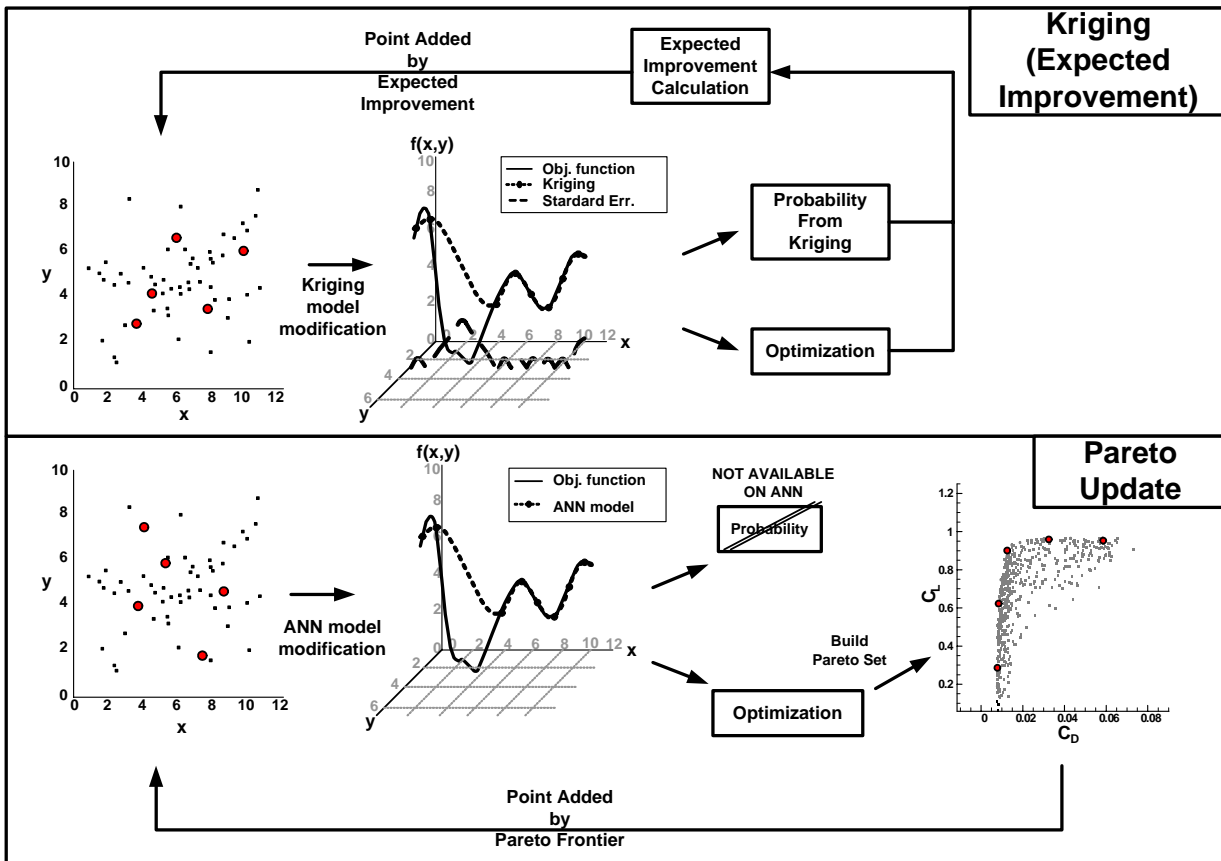 Kriging
(Expected
Improvement)
Point Added
by
Expected
Improvement
Expected
Improvement
Calculation
10
8
6
y
4
2
0
0 2 4 6 8 10 12
x
Kriging
model
modification
f(x,y)
10
8
6
4
2
0
0 2 4 6 8 10 12
x
2
4
6
y
Obj. function
Kriging
Standard Err.
Probability
From
Kriging
Optimization
Pareto
Update
10
8
6
y
4
2
0
0 2 4 6 8 10 12
x
ANN model
modification
f(x,y)
10
8
6
4
2
0
0 2 4 6 8 10 12
x
2
4
6
y
Obj. function
ANN model
NOT AVAILABLE
ON ANN
Probability
Optimization
Build
Pareto Set
1
0.8
CL
0.6
0.4
0.2
0 0.02 0.04 0.06 0.08
CD
Point Added
by
Pareto Frontier